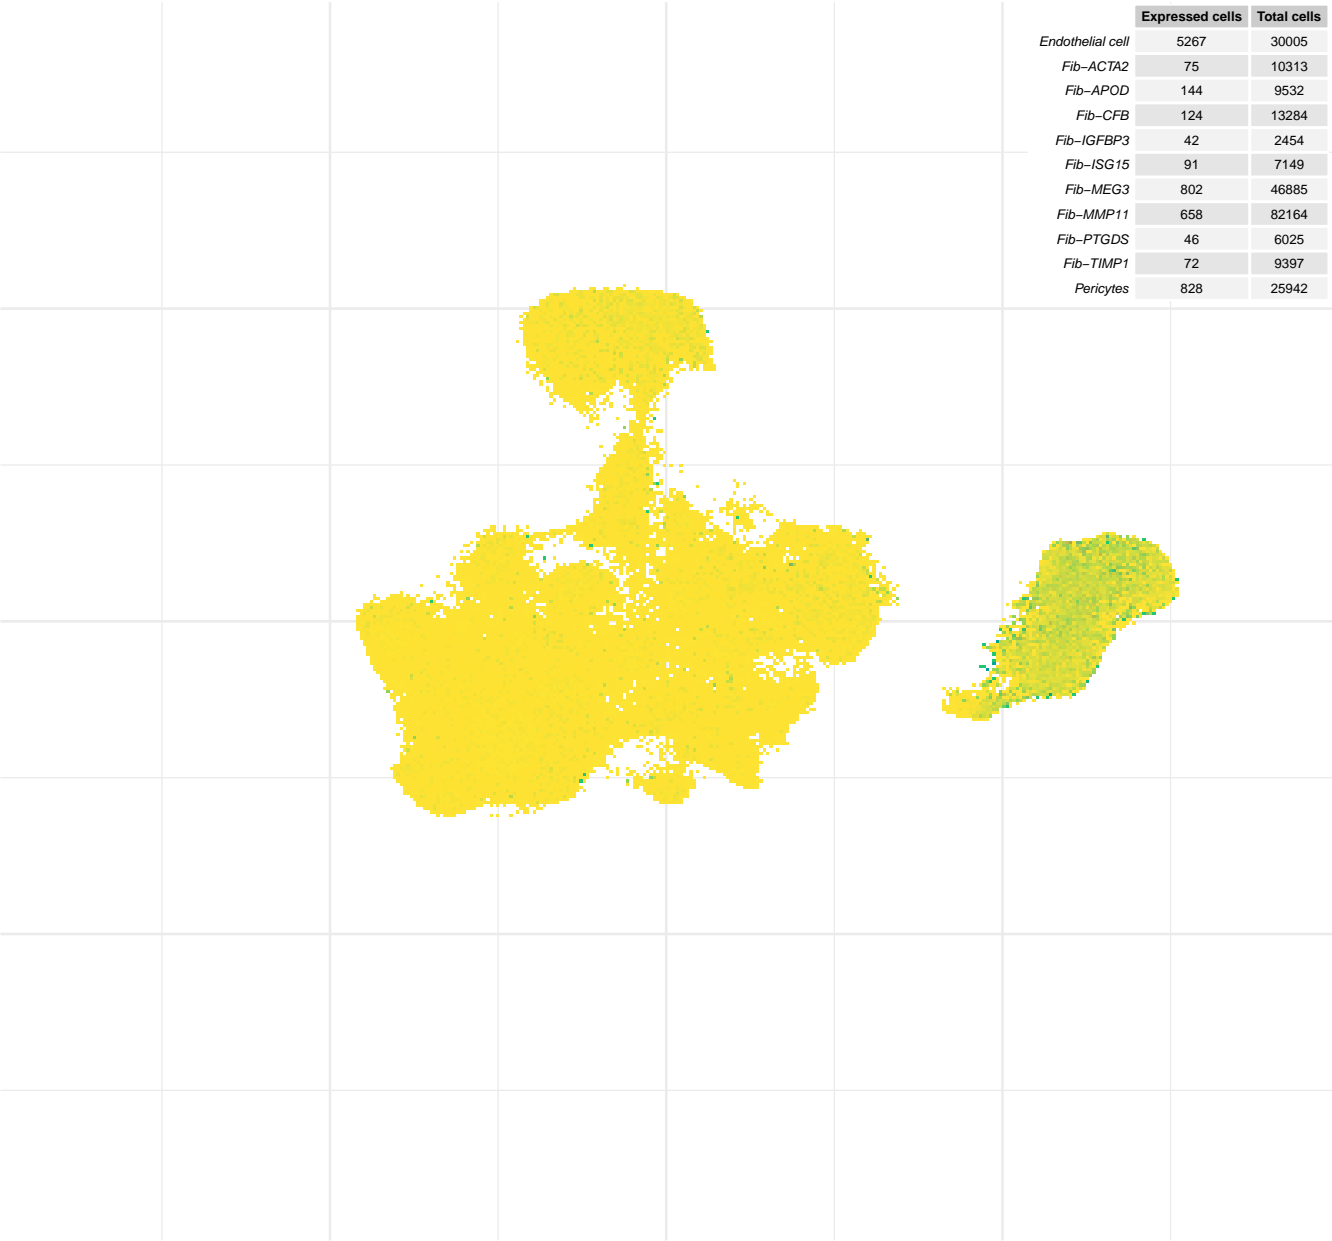 Expressed cells Total cells
Endothelial cell 5267 30005
Fib−ACTA2 75 10313
Fib−APOD 144 9532
Fib−CFB 124 13284
Fib−IGFBP3 42 2454
Fib−ISG15 91 7149
Fib−MEG3 802 46885
Fib−MMP11 658 82164
Fib−PTGDS 46 6025
Fib−TIMP1 72 9397
Pericytes 828 25942